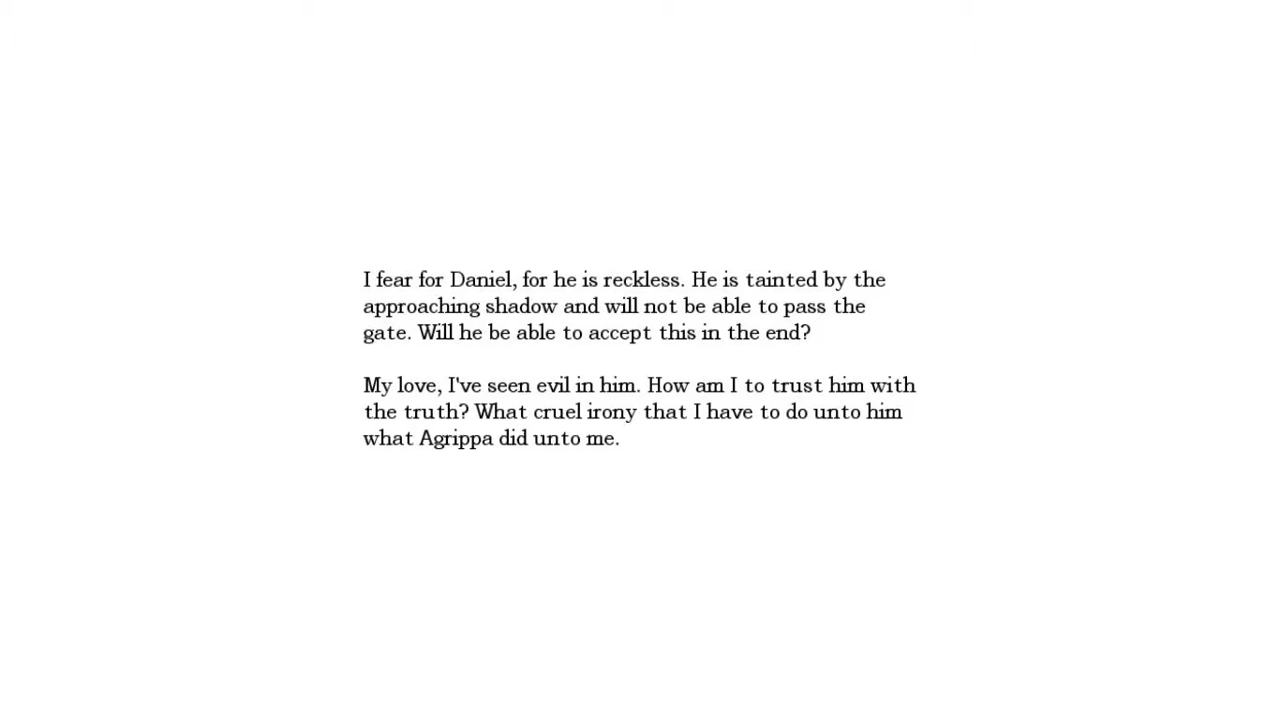 I fear for Daniel, for he is reckless. He is tainted by the
approaching shadow and will not be able to pass the
gate. Will he be able to accept this in the end?
My love, I've seen evil in him. How am I to trust him with
the truth? What cruel irony that I have to do unto him
what Agrippa did unto me.